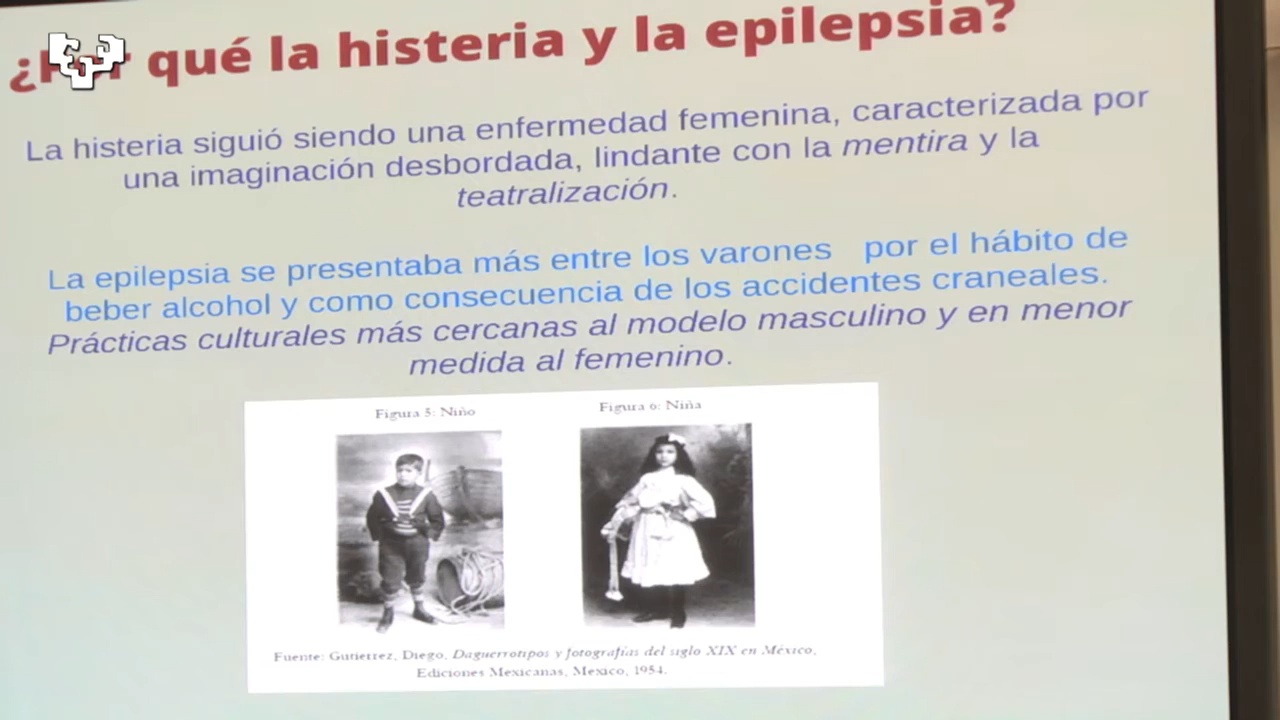 ¿Por qué la histeria y la epilepsia?
La histeria siguió siendo una enfermedad femenina, caracterizada por
una imaginación desbordada, lindante con la mentira y la
teatralización.
La epilepsia se presentaba más entre los varones por el hábito de
beber alcohol y como consecuencia de los accidentes craneales.
Prácticas culturales más cercanas al modelo masculino y en menor
medida al femenino.
Figura 5: Niño
Figura 6: Niña
Fuente: Gutiérrez, Diego, Daguerrotipos y fotografías del siglo XIX en México,
Ediciones Mexicanas, Mexico, 1954.